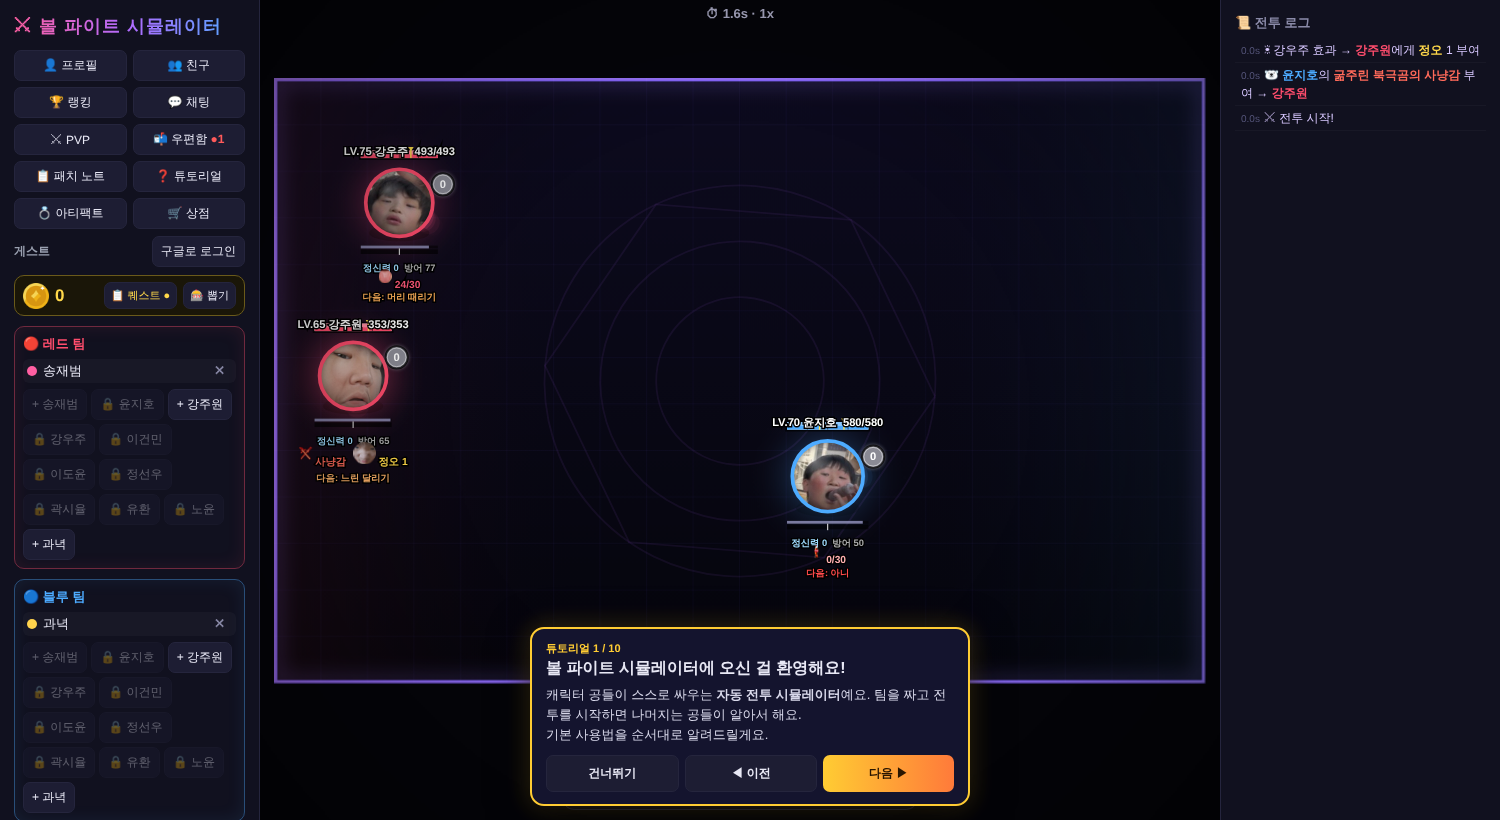 ⚔ 볼 파이트 시뮬레이터
👤 프로필
👥 친구
🏆 랭킹
💬 채팅
⚔ PVP
📬 우편함 ●1
📋 패치 노트
❓ 튜토리얼
💍 아티팩트
🛒 상점
게스트
구글로 로그인
0
📋 퀘스트 ●
🎰 뽑기
🔴 레드 팀
송재범 ✕
+ 송재범
🔒 윤지호
+ 강주원
🔒 강우주
🔒 이건민
🔒 이도윤
🔒 정선우
🔒 곽시율
🔒 유환
🔒 노윤
+ 과녁
🔵 블루 팀
과녁 ✕
+ 송재범
🔒 윤지호
+ 강주원
🔒 강우주
🔒 이건민
🔒 이도윤
🔒 정선우
🔒 곽시율
🔒 유환
🔒 노윤
+ 과녁
⏱ 1.6s · 1x
LV.75 강우주 493/493
0
정신력 0 방어 77
24/30
다음: 머리 때리기
LV.65 강주원 353/353
0
정신력 0 방어 65
사냥감 정오 1
다음: 느린 달리기
LV.70 윤지호 580/580
0
정신력 0 방어 50
0/30
다음: 아니
튜토리얼 1 / 10
볼 파이트 시뮬레이터에 오신 걸 환영해요!
캐릭터 공들이 스스로 싸우는 자동 전투 시뮬레이터예요. 팀을 짜고 전
투를 시작하면 나머지는 공들이 알아서 해요.
기본 사용법을 순서대로 알려드릴게요.
건너뛰기
◀ 이전
다음 ▶
📜 전투 로그
0.0s 강우주 효과 → 강주원에게 정오 1 부여
0.0s 🐻‍❄️ 윤지호의 굶주린 북극곰의 사냥감 부
여 → 강주원
0.0s ⚔ 전투 시작!